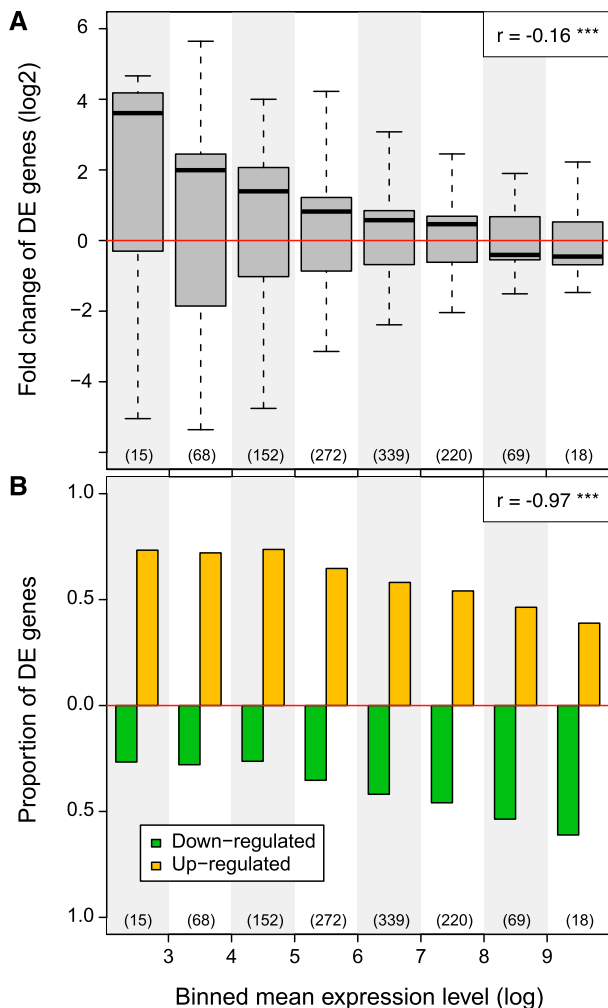 A
r = -0.16 ***
Fold change of DE genes (log2)
6
4
2
0
−2
−4
(15) (68) (152) (272) (339) (220) (69) (18)
B
r = -0.97 ***
Proportion of DE genes
1.0
0.5
0.0
0.5
1.0
Down−regulated
Up−regulated
(15) (68) (152) (272) (339) (220) (69) (18)
3 4 5 6 7 8 9
Binned mean expression level (log)